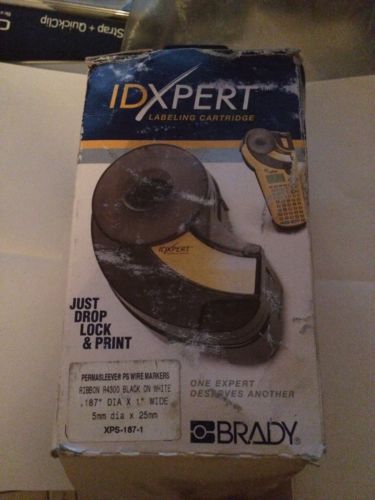 Strap + QuickClip
IDXPERT
LABELING CARTRIDGE
IDXPERT
JUST
DROP
LOCK
& PRINT
PERMASLEEVE® PS WIRE MARKERS
RIBBON R4300 BLACK ON WHITE
.187" DIA X 1" WIDE
5mm dia x 25mm
XPS-187-1
ONE EXPERT
DESERVES ANOTHER
BRADY®